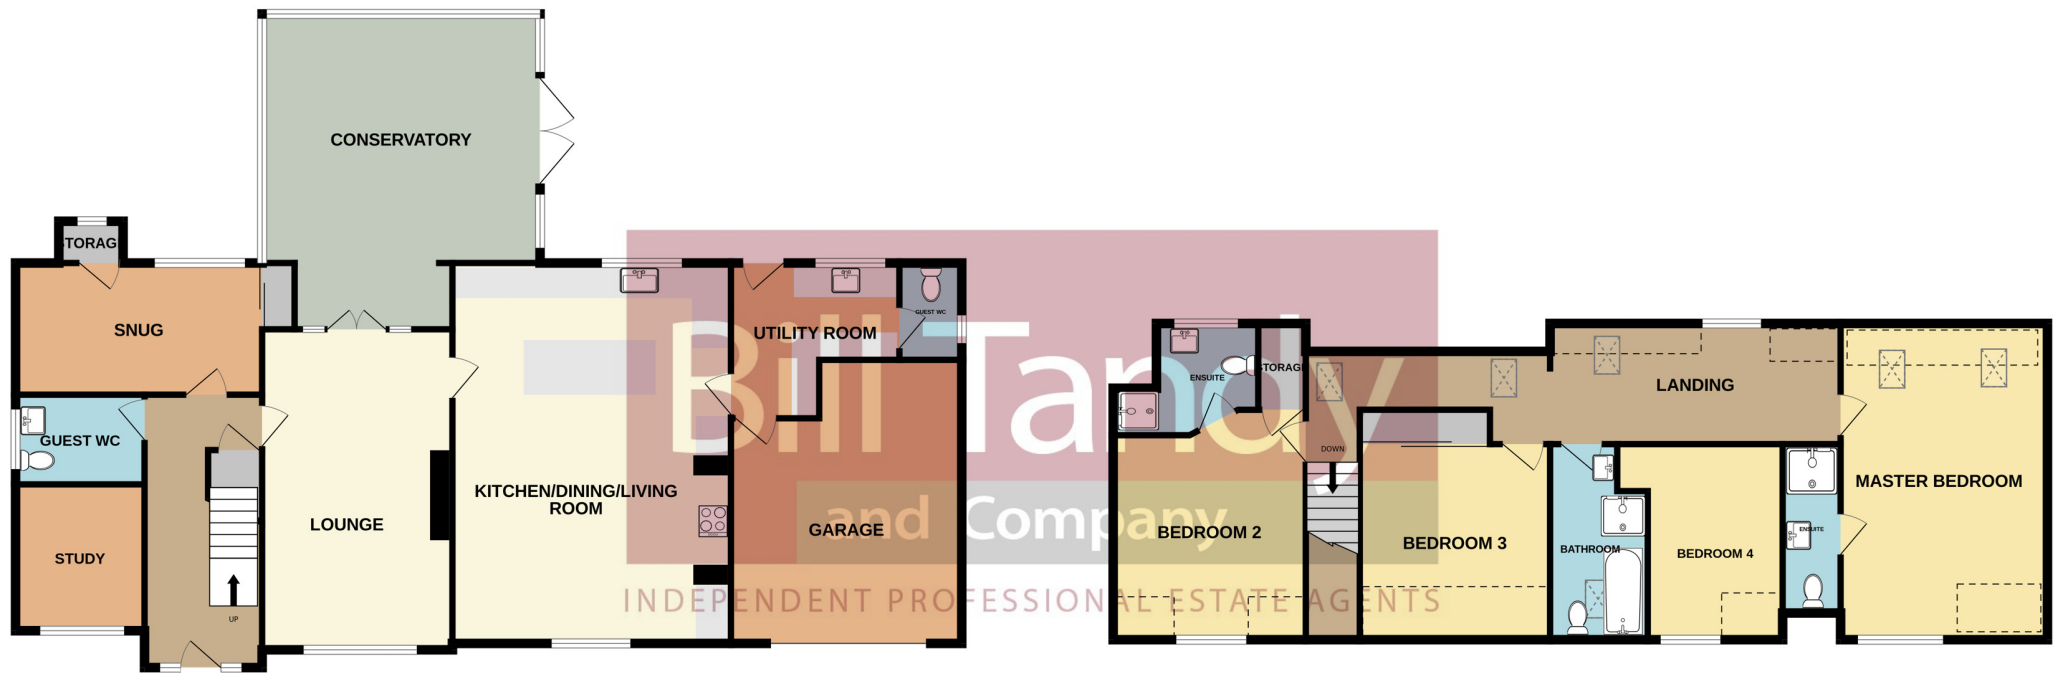 CONSERVATORY
STORAG
SNUG
UTILITY ROOM
GUEST WC
GUEST WC
STUDY
LOUNGE
KITCHEN/DINING/LIVING
ROOM
GARAGE
UP
Bill Tandy
and Company
INDEPENDENT PROFESSIONAL ESTATE AGENTS
ENSUITE
STORAGE
LANDING
DOWN
MASTER BEDROOM
BEDROOM 2
BEDROOM 3
BATHROOM
BEDROOM 4
ENSUITE